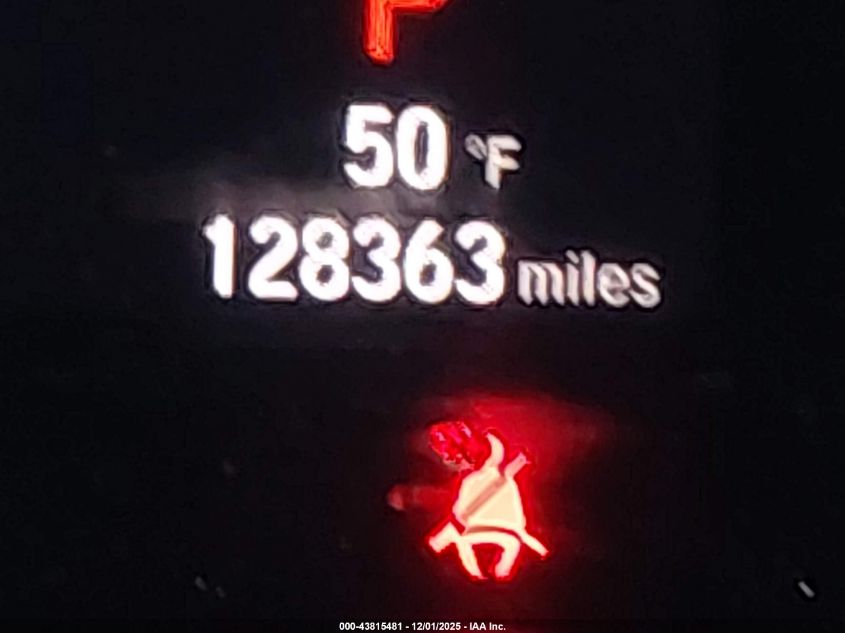 P
50 °F
128363 miles
000-43815481 - 12/01/2025 - IAA Inc.